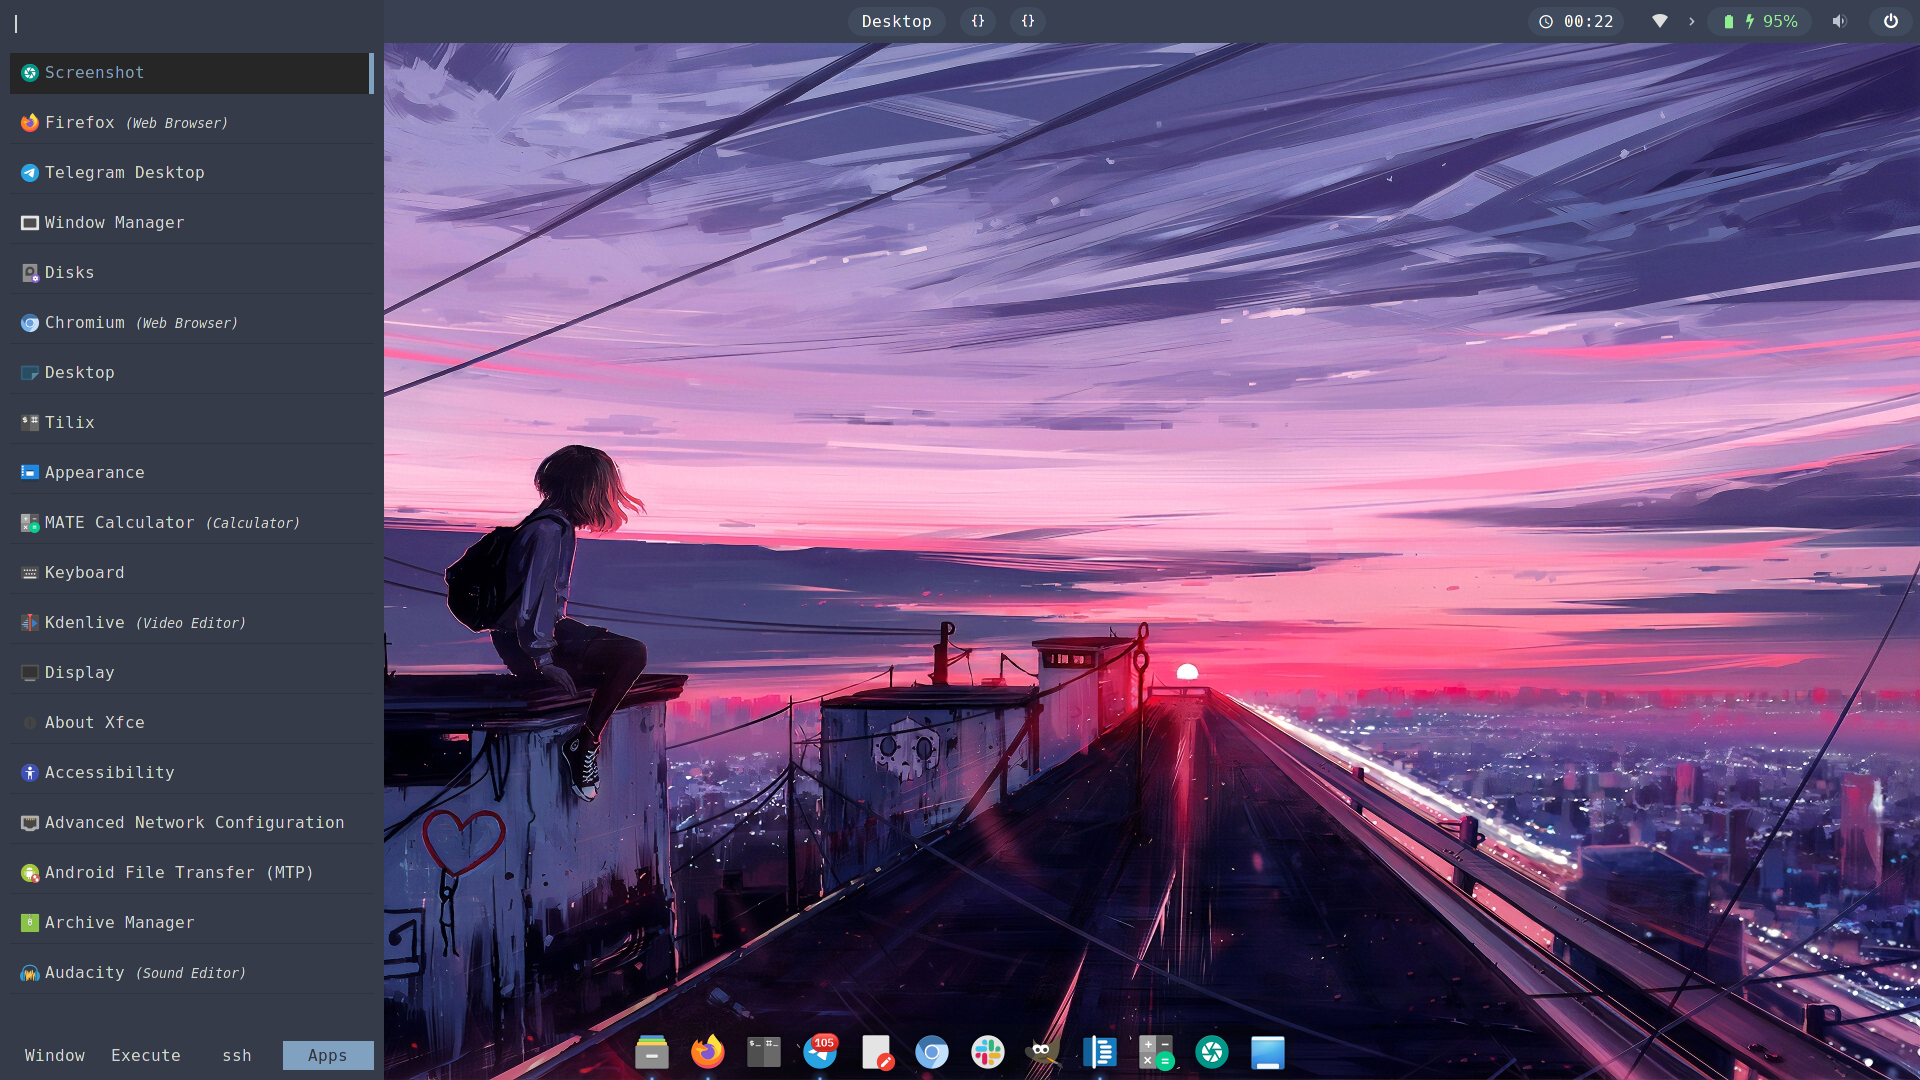 Desktop {} {} 00:22 95%
Screenshot
Firefox (Web Browser)
Telegram Desktop
Window Manager
Disks
Chromium (Web Browser)
Desktop
Tilix
Appearance
MATE Calculator (Calculator)
Keyboard
Kdenlive (Video Editor)
Display
About Xfce
Accessibility
Advanced Network Configuration
Android File Transfer (MTP)
Archive Manager
Audacity (Sound Editor)
Window Execute ssh Apps
105